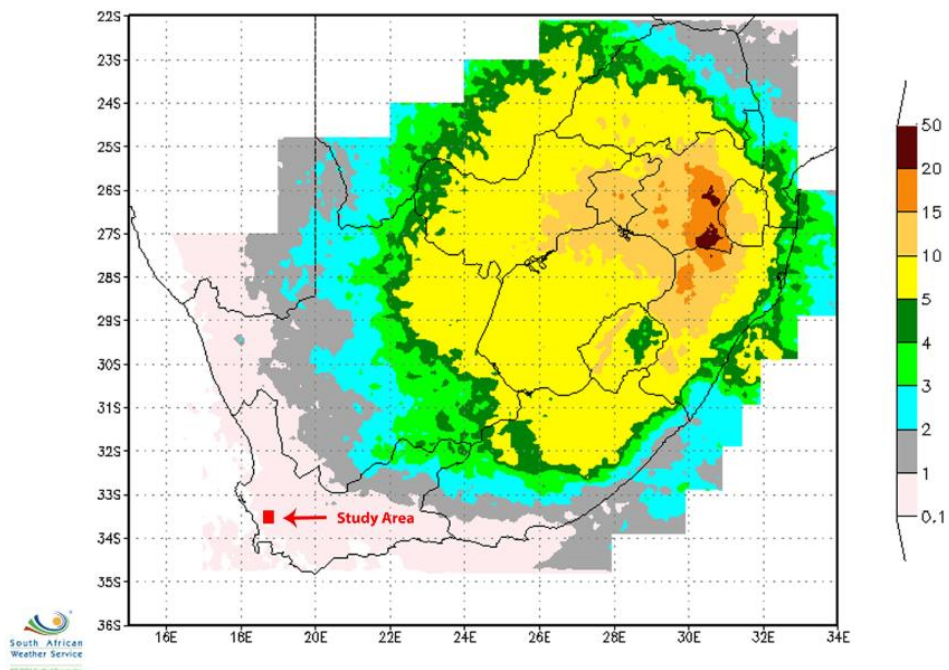 22S
23S
24S
25S
26S
27S
28S
29S
30S
31S
32S
33S
34S
35S
36S
16E 18E 20E 22E 24E 26E 28E 30E 32E 34E
Study Area
50
20
15
10
5
4
3
2
1
0.1
South African
Weather Service